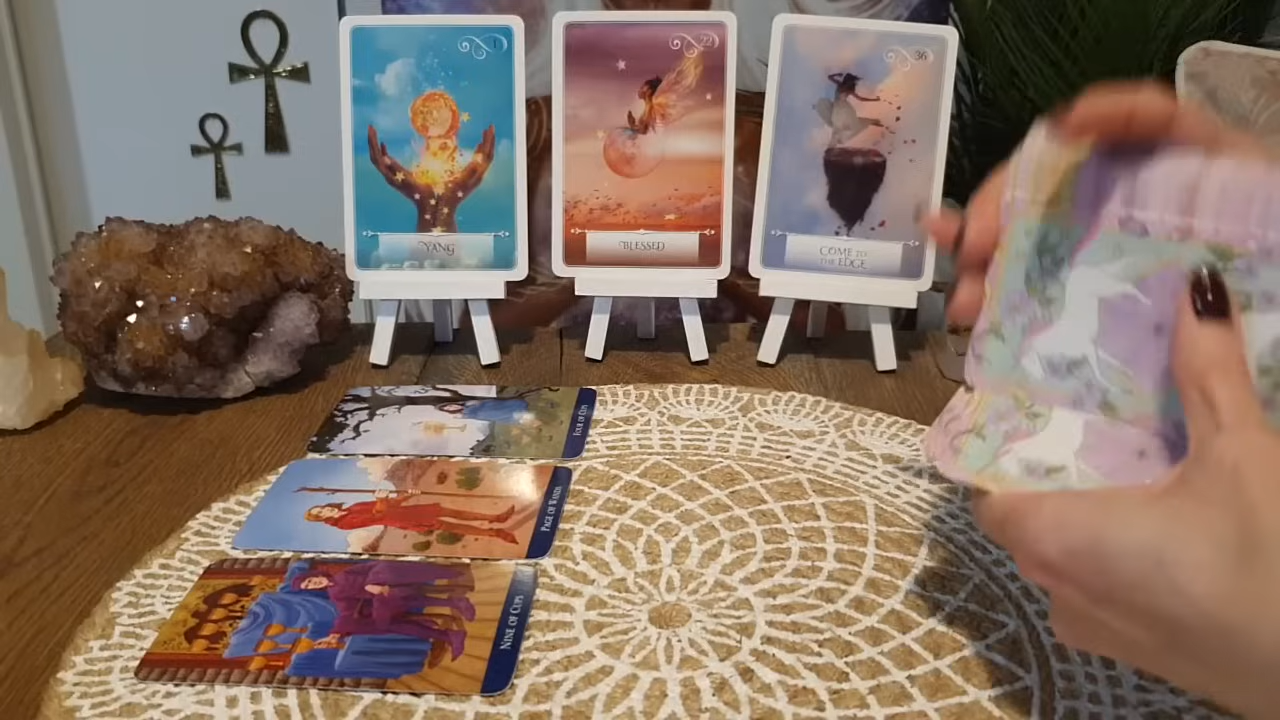 1
YANG
22
BLESSED
36
COME TO
THE EDGE
FOUR OF CUPS
PAGE OF WANDS
NINE OF CUPS